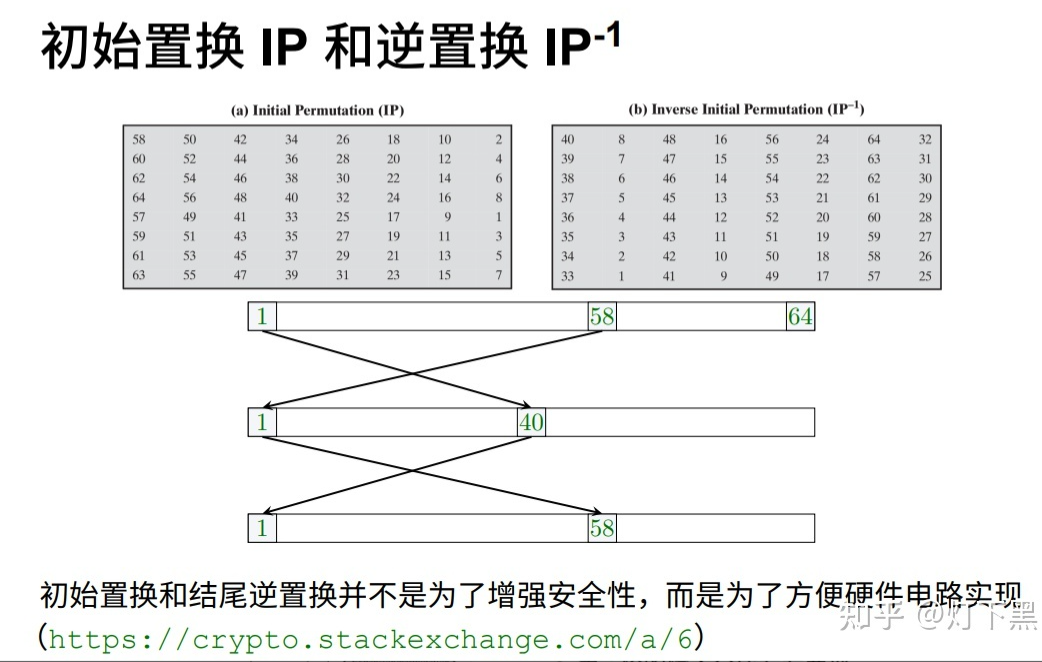 初始置换 IP 和逆置换 IP-1
(a) Initial Permutation (IP)
58 50 42 34 26 18 10 2
60 52 44 36 28 20 12 4
62 54 46 38 30 22 14 6
64 56 48 40 32 24 16 8
57 49 41 33 25 17 9 1
59 51 43 35 27 19 11 3
61 53 45 37 29 21 13 5
63 55 47 39 31 23 15 7
(b) Inverse Initial Permutation (IP–1)
40 8 48 16 56 24 64 32
39 7 47 15 55 23 63 31
38 6 46 14 54 22 62 30
37 5 45 13 53 21 61 29
36 4 44 12 52 20 60 28
35 3 43 11 51 19 59 27
34 2 42 10 50 18 58 26
33 1 41 9 49 17 57 25
1 58 64
1 40
1 58
初始置换和结尾逆置换并不是为了增强安全性，而是为了方便硬件电路实现
(https://crypto.stackexchange.com/a/6)
知乎 @灯下黑